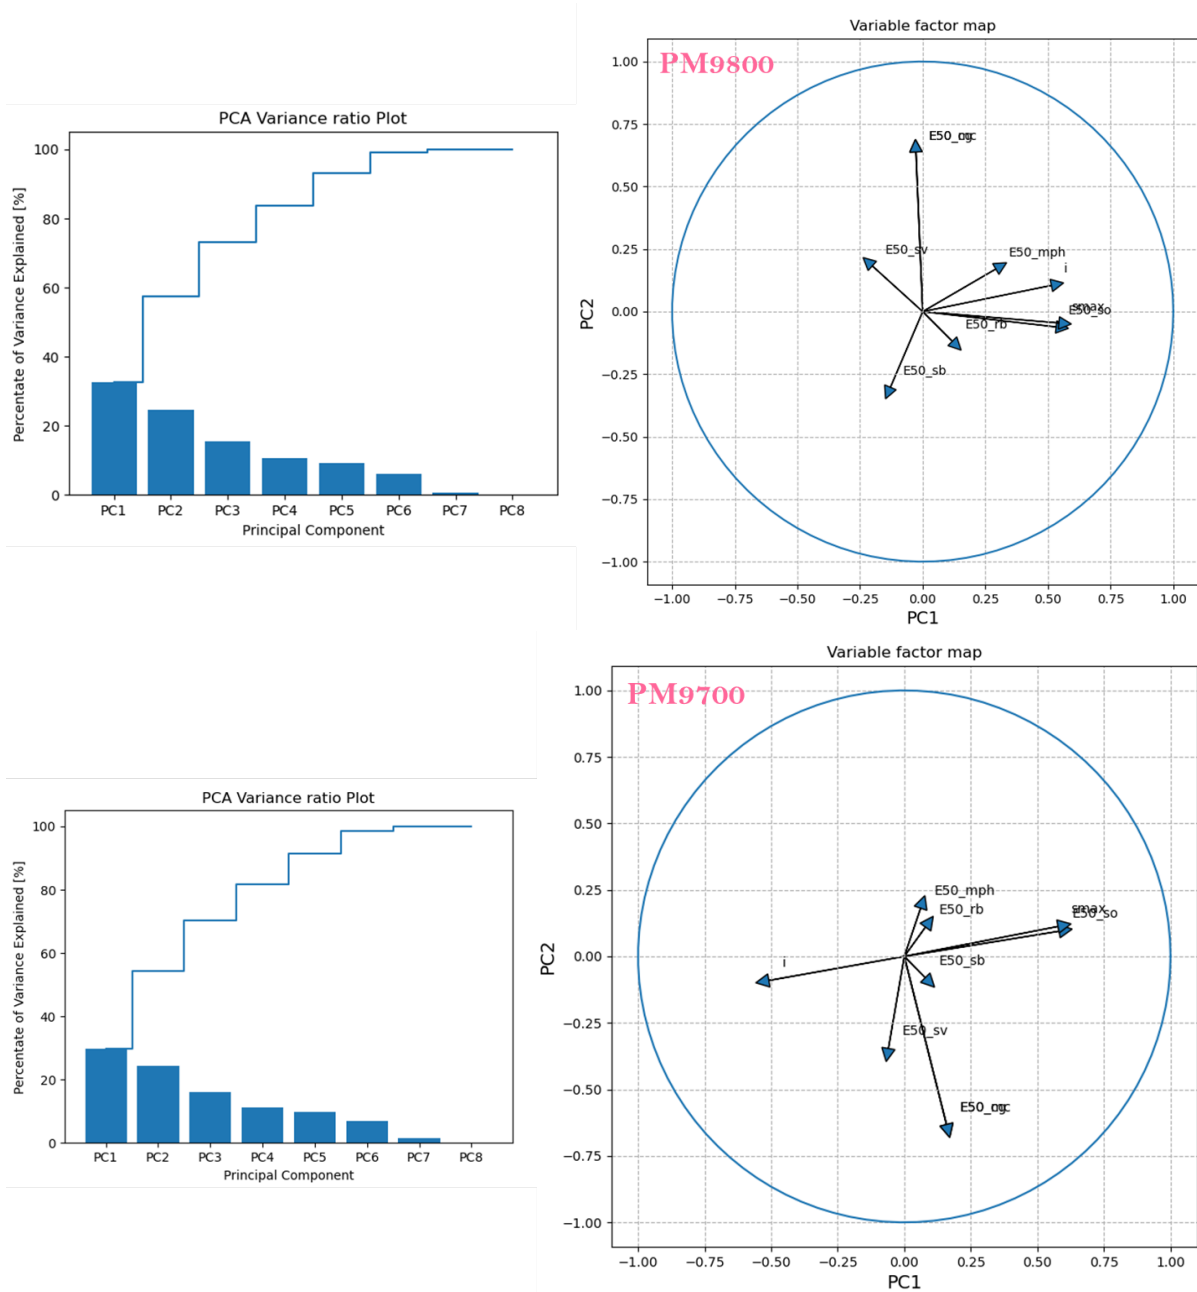 PCA Variance ratio Plot
Percentate of Variance Explained [%]
100
80
60
40
20
0
PC1 PC2 PC3 PC4 PC5 PC6 PC7 PC8
Principal Component
Variable factor map
PM9800
PC2
1.00
0.75
0.50
0.25
0.00
−0.25
−0.50
−0.75
−1.00
E50_mc
E50_sv
E50_mph
i
smax
E50_so
E50_rb
E50_sb
−1.00 −0.75 −0.50 −0.25 0.00 0.25 0.50 0.75 1.00
PC1
PCA Variance ratio Plot
Percentate of Variance Explained [%]
100
80
60
40
20
0
PC1 PC2 PC3 PC4 PC5 PC6 PC7 PC8
Principal Component
Variable factor map
PM9700
PC2
1.00
0.75
0.50
0.25
0.00
−0.25
−0.50
−0.75
−1.00
E50_mph
E50_rb
smax
E50_so
E50_sb
i
E50_sv
E50_mc
−1.00 −0.75 −0.50 −0.25 0.00 0.25 0.50 0.75 1.00
PC1